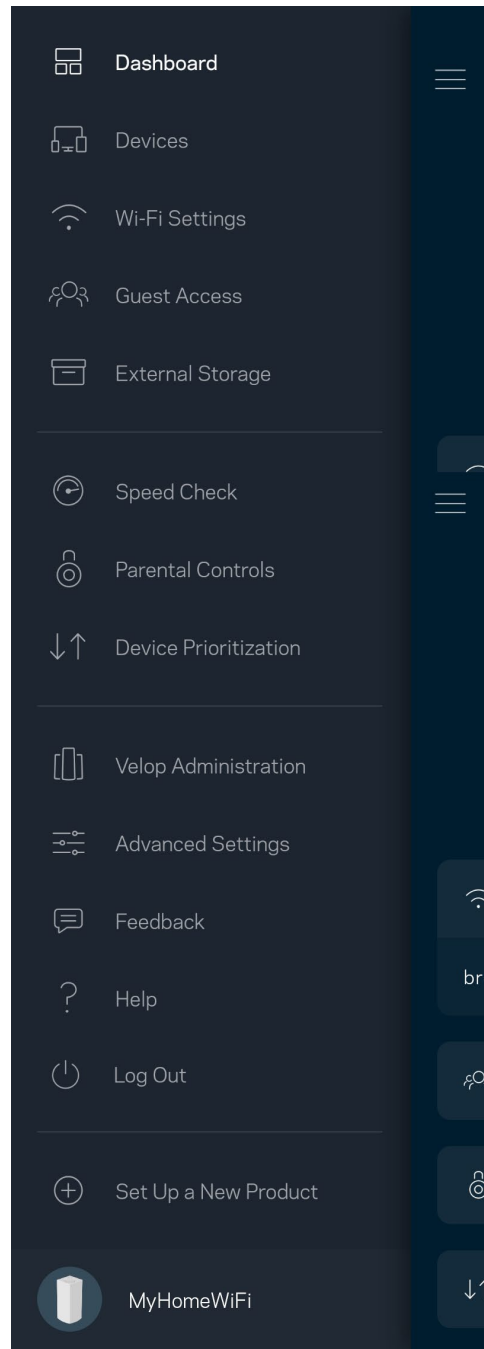 Dashboard
Devices
Wi-Fi Settings
Guest Access
External Storage
Speed Check
Parental Controls
Device Prioritization
Velop Administration
Advanced Settings
Feedback
br
Help
Log Out
Set Up a New Product
MyHomeWiFi